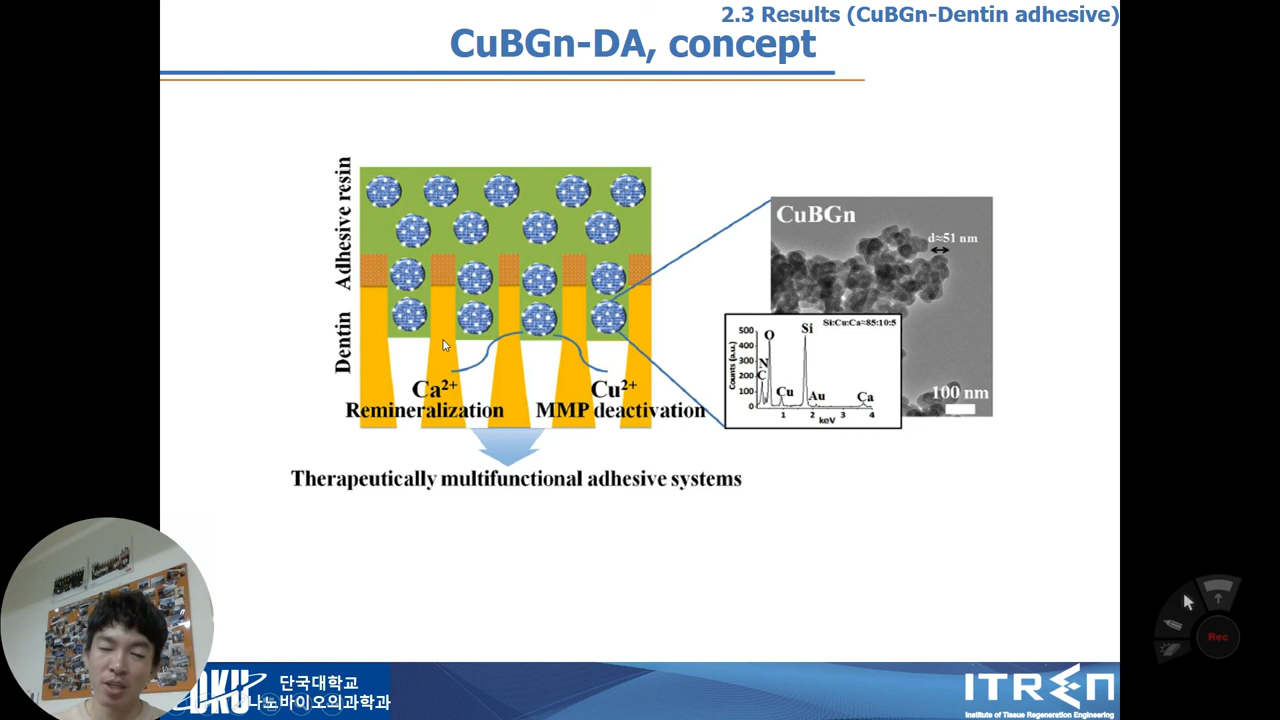 2.3 Results (CuBGn-Dentin adhesive)
CuBGn-DA, concept
Adhesive resin
Dentin
Ca²⁺
Remineralization
Cu²⁺
MMP deactivation
Therapeutically multifunctional adhesive systems
CuBGn
d≈51 nm
100 nm
Si:Cu:Ca≈85:10:5
Counts (a.u.)
500
400
300
200
100
0
C
N
O
Cu
Si
Au
Ca
1
2
3
4
keV
Rec
DKU
단국대학교
나노바이오의과학과
ITREN
Institute of Tissue Regeneration Engineering